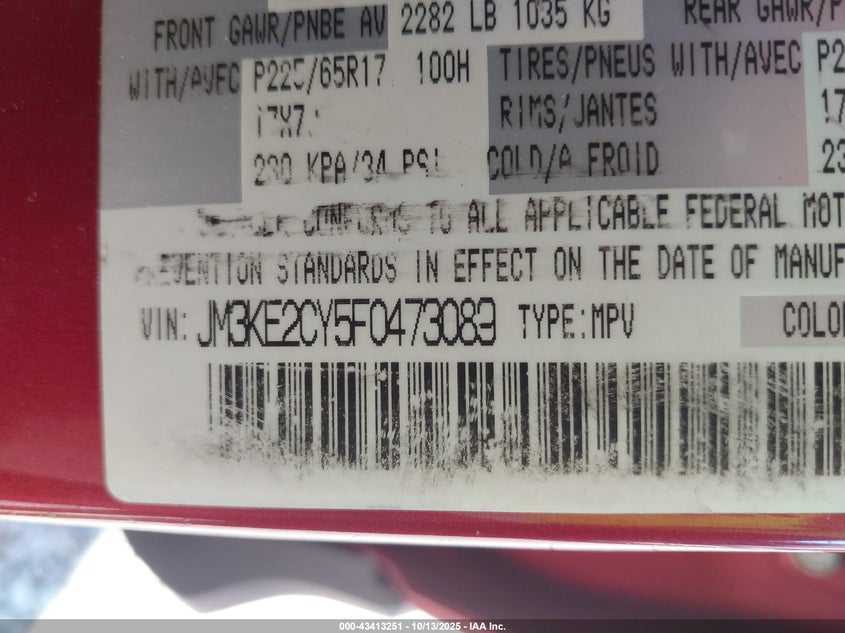 FRONT GAWR/PNBE AV 2282 LB 1035 KG REAR GAWR/P
WITH/AVEC P225/65R17 100H TIRES/PNEUS WITH/AVEC P2
17X7 RIMS/JANTES 17
230 KPA/34 PSI COLD/A FROID 23
CONFORMS TO ALL APPLICABLE FEDERAL MOT
PREVENTION STANDARDS IN EFFECT ON THE DATE OF MANUF
VIN: JM3KE2CY5F0473089 TYPE:MPV COLO
000-43413251 | 10/13/2025 - IAA Inc.